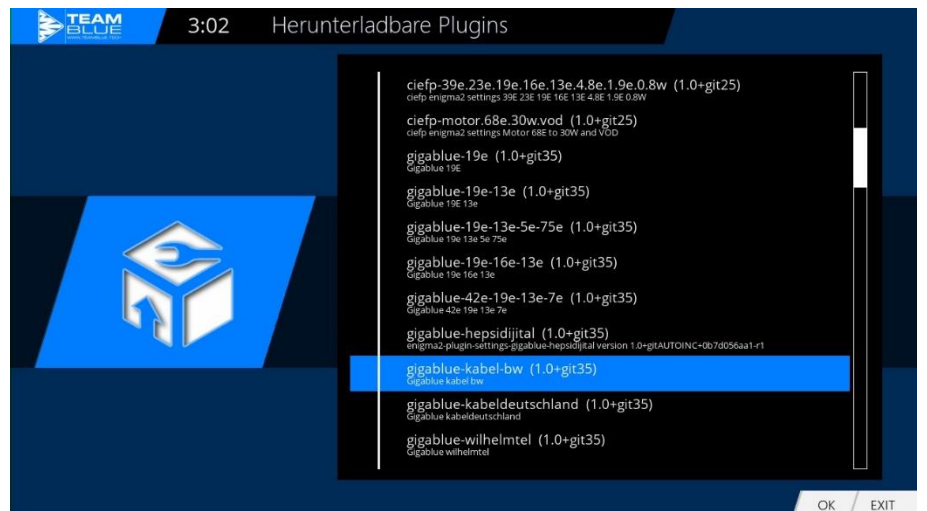 TEAM
BLUE
WWW.TEAMBLUE.TECH
3:02
Herunterladbare Plugins
ciefp-39e.23e.19e.16e.13e.4.8e.1.9e.0.8w (1.0+git25)
ciefp enigma2 settings 39E 23E 19E 16E 13E 4.8E 1.9E 0.8W
ciefp-motor.68e.30w.vod (1.0+git25)
ciefp enigma2 settings Motor 68E to 30W and VOD
gigablue-19e (1.0+git35)
Gigablue 19E
gigablue-19e-13e (1.0+git35)
Gigablue 19E 13e
gigablue-19e-13e-5e-75e (1.0+git35)
Gigablue 19e 13e 5e 75e
gigablue-19e-16e-13e (1.0+git35)
Gigablue 19e 16e 13e
gigablue-42e-19e-13e-7e (1.0+git35)
Gigablue 42e 19e 13e 7e
gigablue-hepsidijital (1.0+git35)
enigma2-plugin-settings-gigablue-hepsidijital version 1.0+gitAUTOINC+0b7d056aa1-r1
gigablue-kabel-bw (1.0+git35)
Gigablue kabel bw
gigablue-kabeldeutschland (1.0+git35)
Gigablue kabeldeutschland
gigablue-wilhelmtel (1.0+git35)
Gigablue wilhelmtel
OK
EXIT